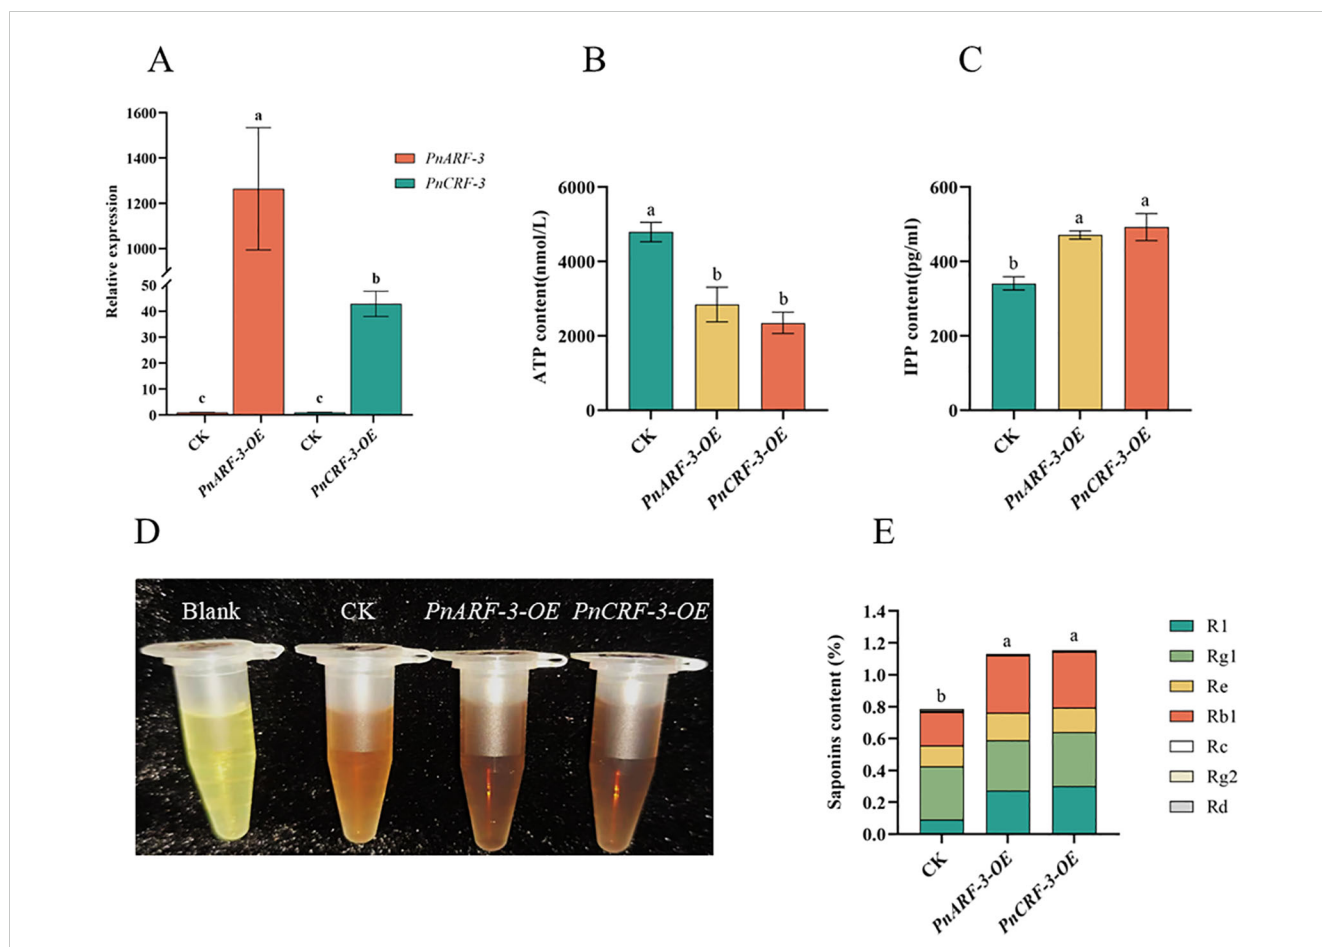 A
B
C
Relative expression
1600
1400
1200
1000
50
40
30
20
10
0
a
b
c
c
CK
PnARF-3-OE
CK
PnCRF-3-OE
PnARF-3
PnCRF-3
ATP content(nmol/L)
6000
4000
2000
0
a
b
b
CK
PnARF-3-OE
PnCRF-3-OE
IPP content(pg/ml)
600
400
200
0
b
a
a
CK
PnARF-3-OE
PnCRF-3-OE
D
E
Blank CK PnARF-3-OE PnCRF-3-OE
Saponins content (%)
1.4
1.2
1.0
0.8
0.6
0.4
0.2
0.0
b
a
a
CK
PnARF-3-OE
PnCRF-3-OE
R1
Rg1
Re
Rb1
Rc
Rg2
Rd